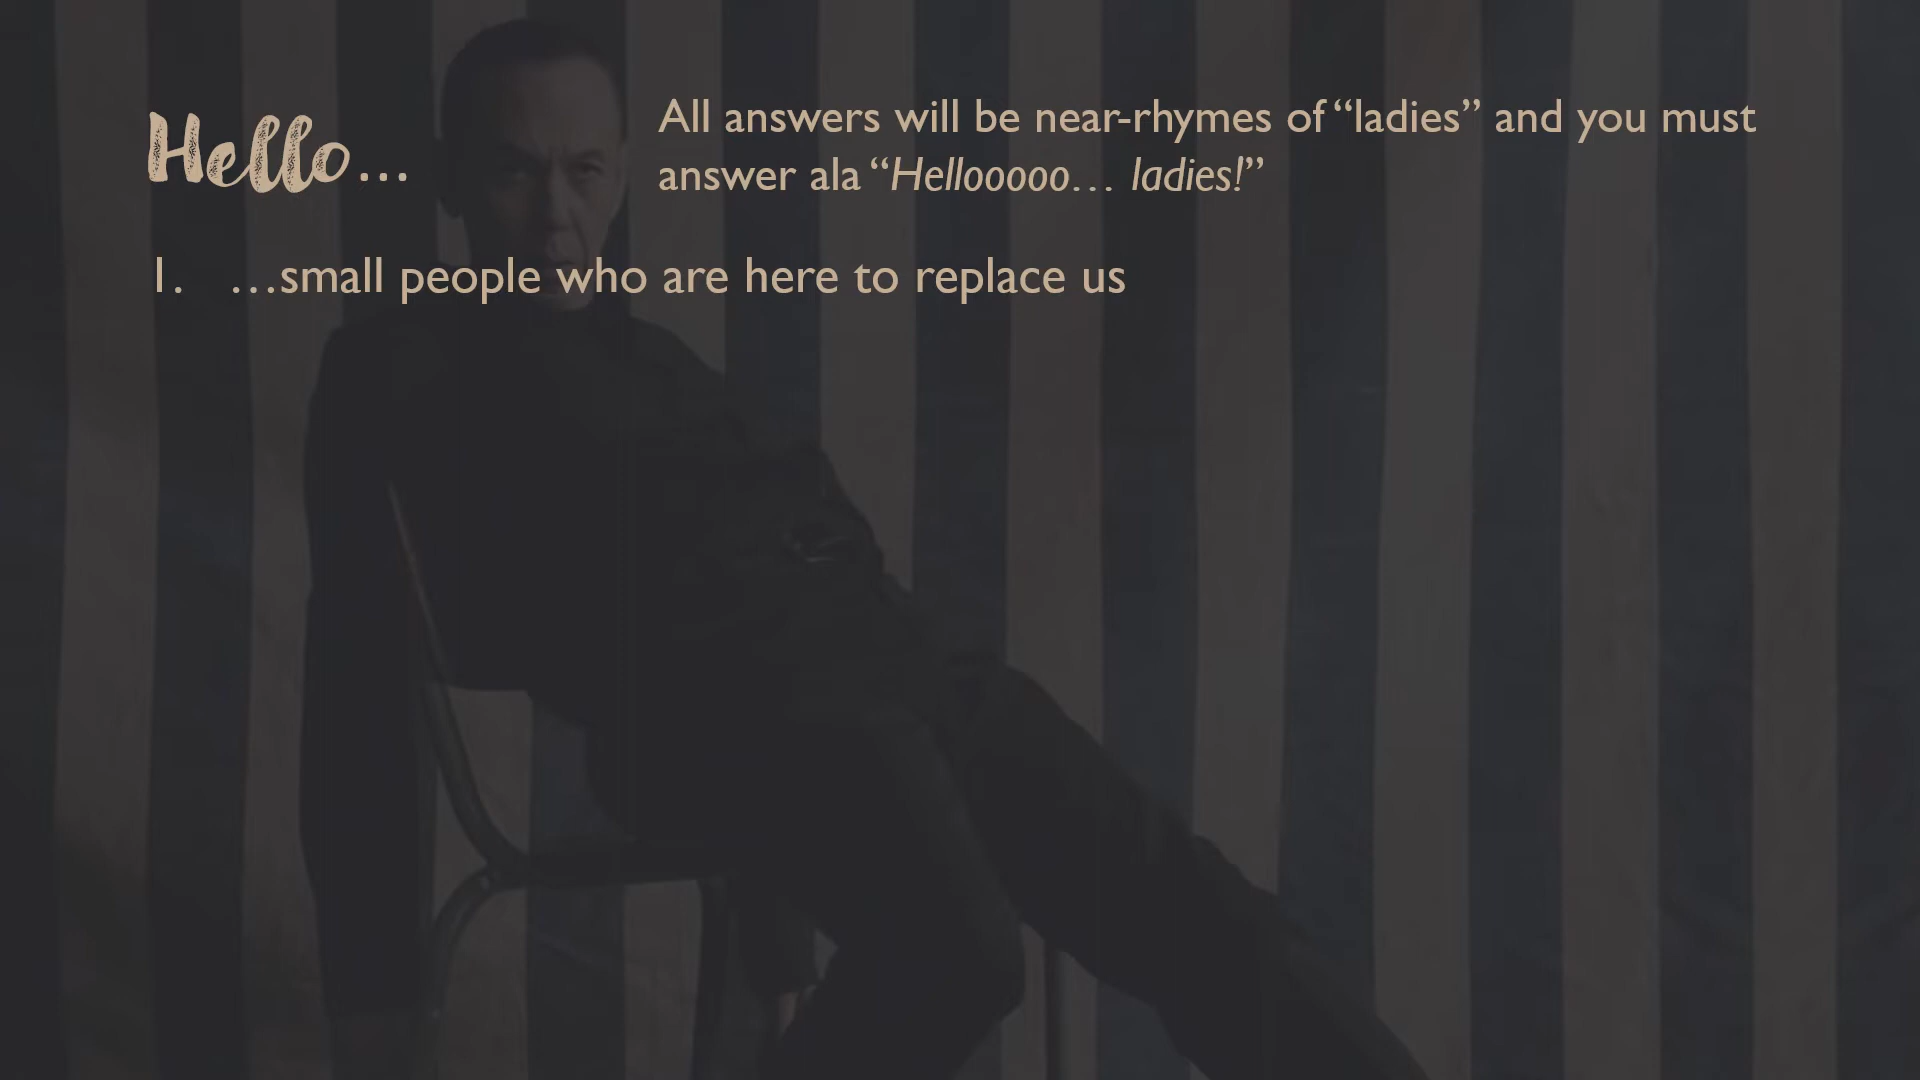 Hello…
All answers will be near-rhymes of “ladies” and you must
answer ala “Hellooooo… ladies!”
1. …small people who are here to replace us